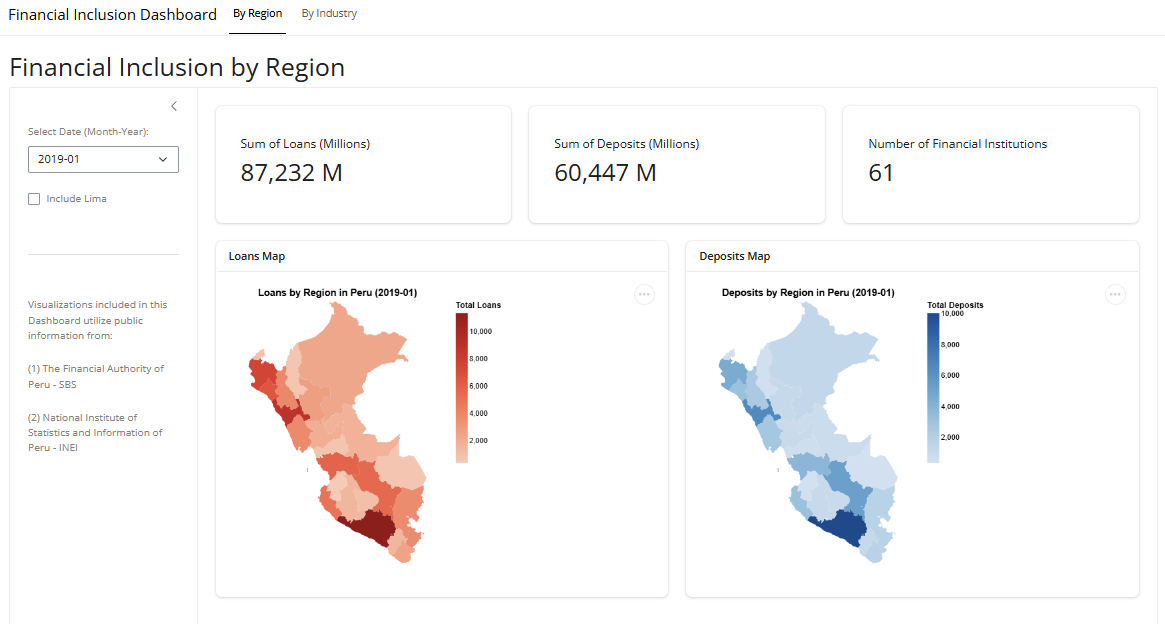 Financial Inclusion Dashboard
By Region
By Industry
Financial Inclusion by Region
Select Date (Month-Year):
2019-01
Include Lima
Visualizations included in this
Dashboard utilize public
information from:
(1) The Financial Authority of
Peru - SBS
(2) National Institute of
Statistics and Information of
Peru - INEI
Sum of Loans (Millions)
87,232 M
Sum of Deposits (Millions)
60,447 M
Number of Financial Institutions
61
Loans Map
Loans by Region in Peru (2019-01)
Total Loans
10,000
8,000
6,000
4,000
2,000
Deposits Map
Deposits by Region in Peru (2019-01)
Total Deposits
10,000
8,000
6,000
4,000
2,000